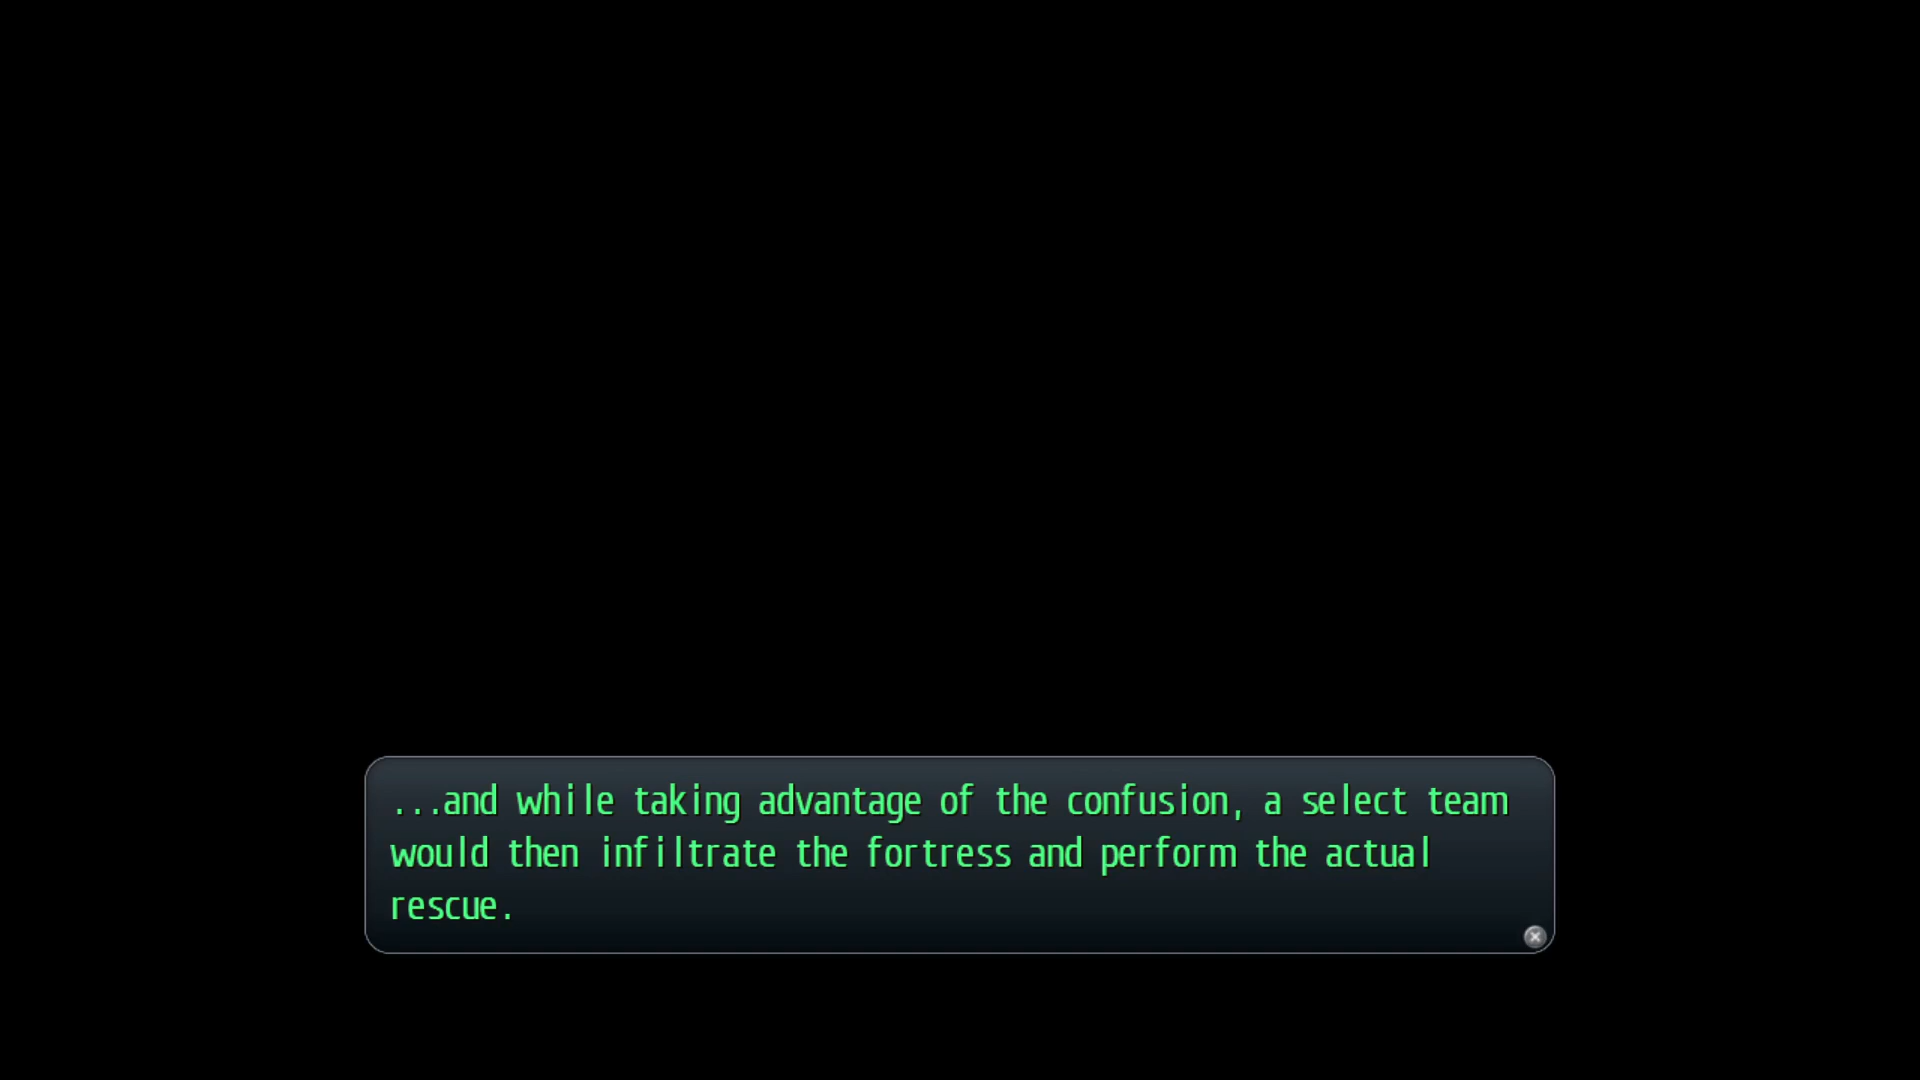 ...and while taking advantage of the confusion, a select team
would then infiltrate the fortress and perform the actual
rescue.